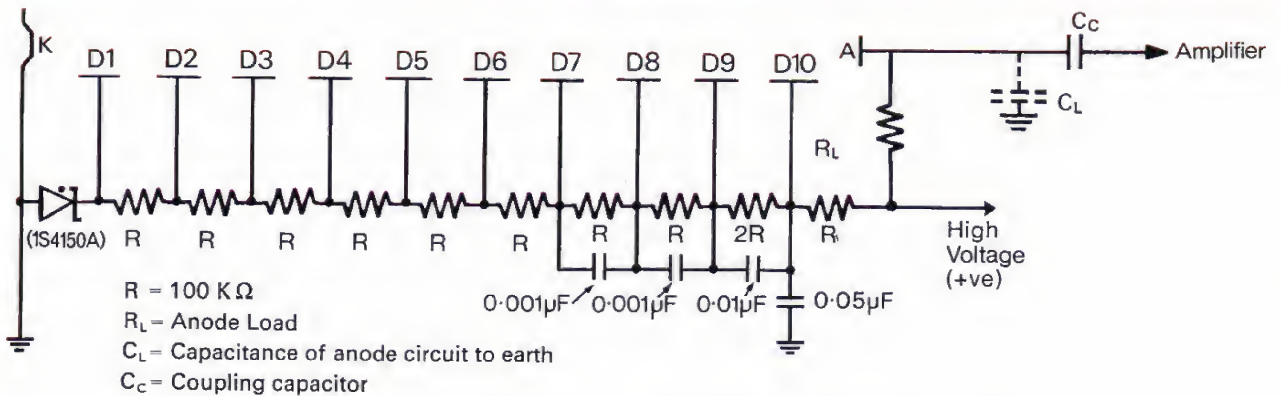 K
D1 D2 D3 D4 D5 D6 D7 D8 D9 D10
A
Cc
Amplifier
CL
RL
(1S4150A)
R R R R R R R R 2R R
High
Voltage
(+ve)
0·001μF 0·001μF 0·01μF 0·05μF
R = 100 KΩ
RL = Anode Load
CL = Capacitance of anode circuit to earth
Cc = Coupling capacitor